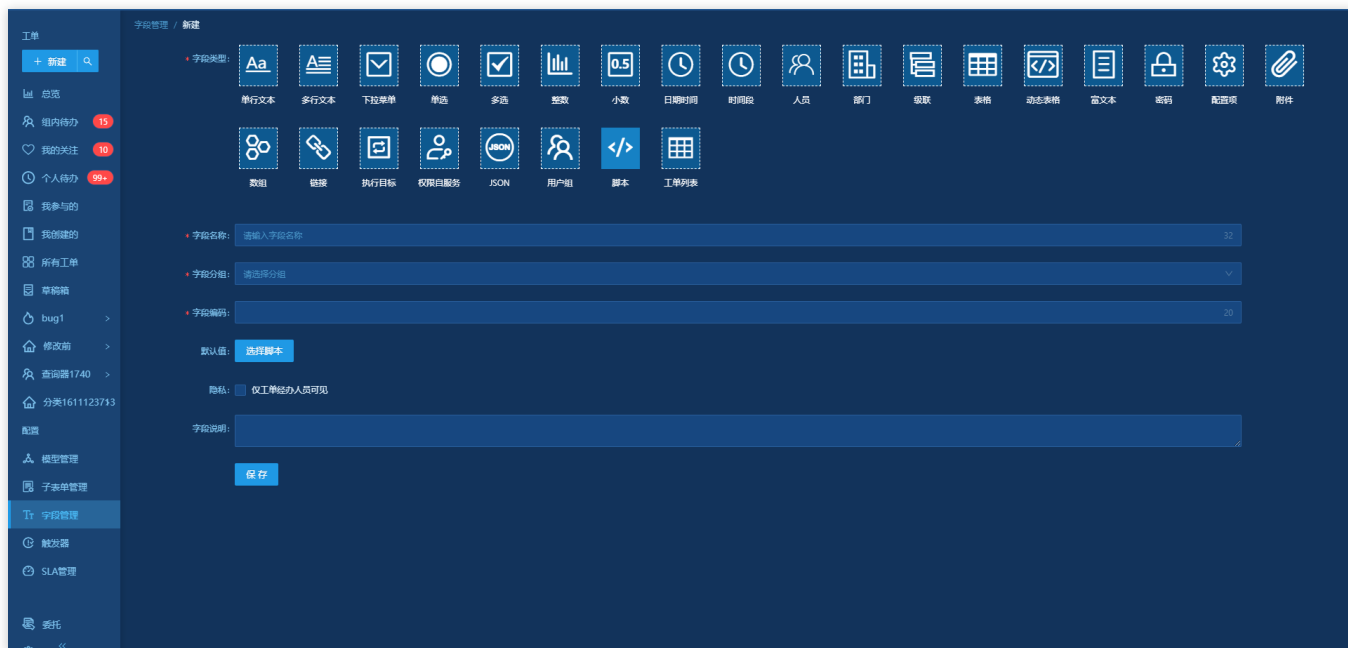 工单
+ 新建
总览
组内待办 15
我的关注 10
个人待办 99+
我参与的
我创建的
所有工单
草稿箱
bug1
修改前
查询器1740
分类1611123713
配置
模型管理
子表单管理
Tт 字段管理
触发器
SLA管理
委托
字段管理 / 新建
* 字段类型:
Aa A 0.5
单行文本 多行文本 下拉菜单 单选 多选 整数 小数 日期时间 时间段 人员 部门 级联 表格 动态表格 富文本 密码 配置项 附件
JSON </>
数组 链接 执行目标 权限自服务 JSON 用户组 脚本 工单列表
* 字段名称: 请输入字段名称 32
* 字段分组: 请选择分组
* 字段编码: 20
默认值: 选择脚本
隐私: 仅工单经办人员可见
字段说明:
保存